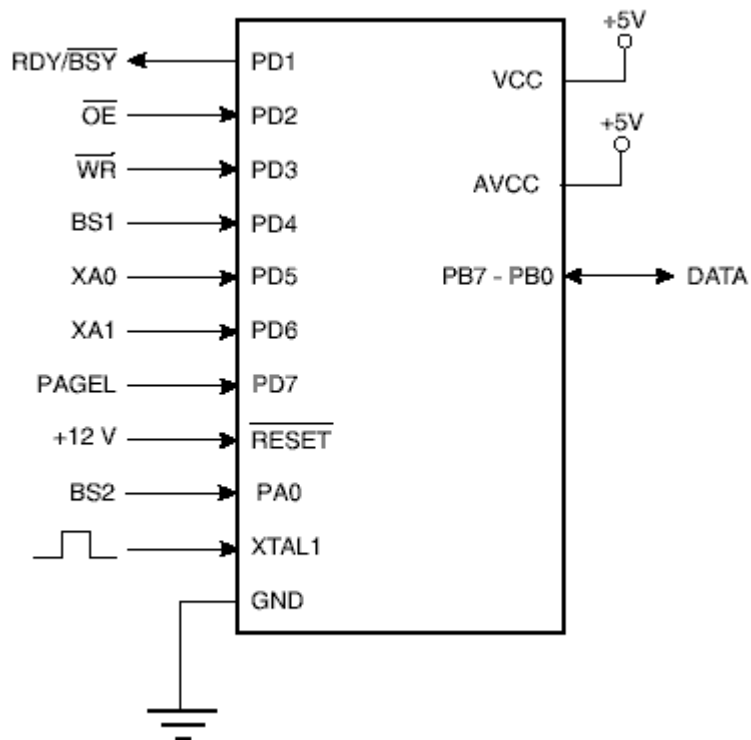 +5V
RDY/BSY PD1
VCC
OE PD2
+5V
WR PD3
AVCC
BS1 PD4
XA0 PD5 PB7 - PB0 DATA
XA1 PD6
PAGEL PD7
+12 V RESET
BS2 PA0
XTAL1
GND